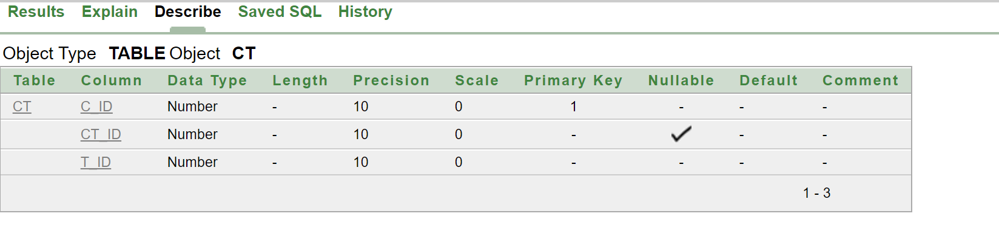 Results Explain Describe Saved SQL History
Object Type TABLE Object CT
Table Column Data Type Length Precision Scale Primary Key Nullable Default Comment
CT C_ID Number - 10 0 1 - - -
CT_ID Number - 10 0 - ✓ - -
T_ID Number - 10 0 - - - -
1 - 3